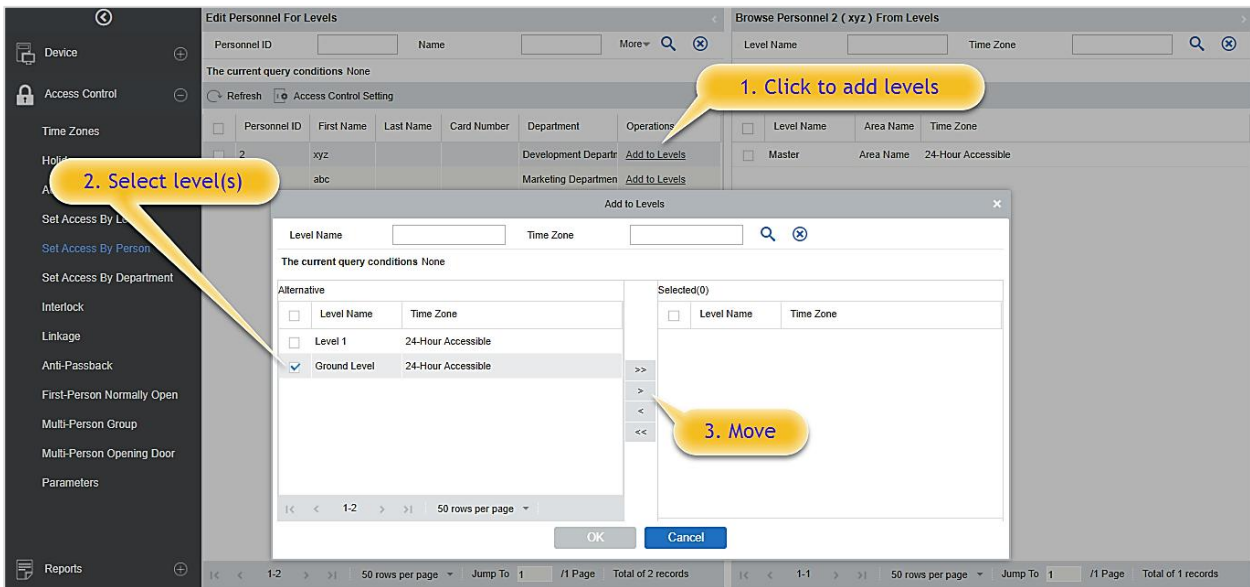 Edit Personnel For Levels
Browse Personnel 2 ( xyz ) From Levels
Device
Personnel ID Name More
Level Name Time Zone
The current query conditions None
Access Control
Refresh Access Control Setting
1. Click to add levels
Time Zones
Personnel ID First Name Last Name Card Number Department Operations
Level Name Area Name Time Zone
2 xyz Development Departm Add to Levels
Master Area Name 24-Hour Accessible
abc Marketing Departmen Add to Levels
2. Select level(s)
Set Access By Le
Set Access By Person
Set Access By Department
Interlock
Linkage
Anti-Passback
First-Person Normally Open
Multi-Person Group
Multi-Person Opening Door
Parameters
Reports
Add to Levels
Level Name Time Zone
The current query conditions None
Alternative
Level Name Time Zone
Level 1 24-Hour Accessible
Ground Level 24-Hour Accessible
1-2 50 rows per page
>>
>
<
<<
3. Move
Selected(0)
Level Name Time Zone
OK Cancel
1-2 50 rows per page Jump To 1 /1 Page Total of 2 records
1-1 50 rows per page Jump To 1 /1 Page Total of 1 records